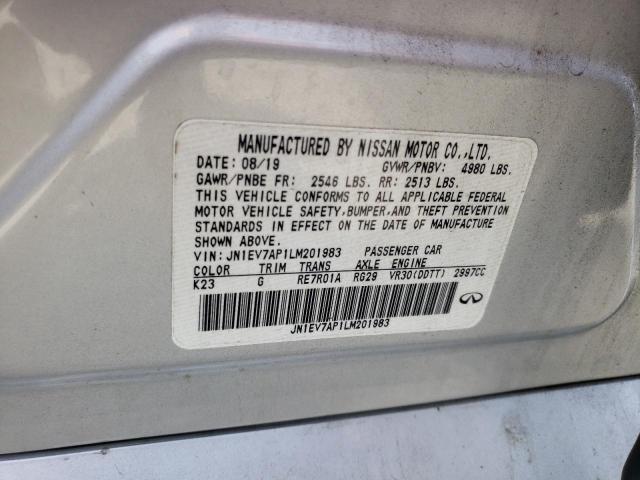 MANUFACTURED BY NISSAN MOTOR CO.,LTD.
DATE: 08/19 GVWR/PNBV: 4980 LBS.
GAWR/PNBE FR: 2546 LBS. RR: 2513 LBS.
THIS VEHICLE CONFORMS TO ALL APPLICABLE FEDERAL
MOTOR VEHICLE SAFETY,BUMPER,AND THEFT PREVENTION
STANDARDS IN EFFECT ON THE DATE OF MANUFACTURE
SHOWN ABOVE.
VIN: JN1EV7AP1LM201983 PASSENGER CAR
COLOR TRIM TRANS AXLE ENGINE
K23 G RE7R01A RG29 VR30(DDTT) 2997CC
JN1EV7AP1LM201983